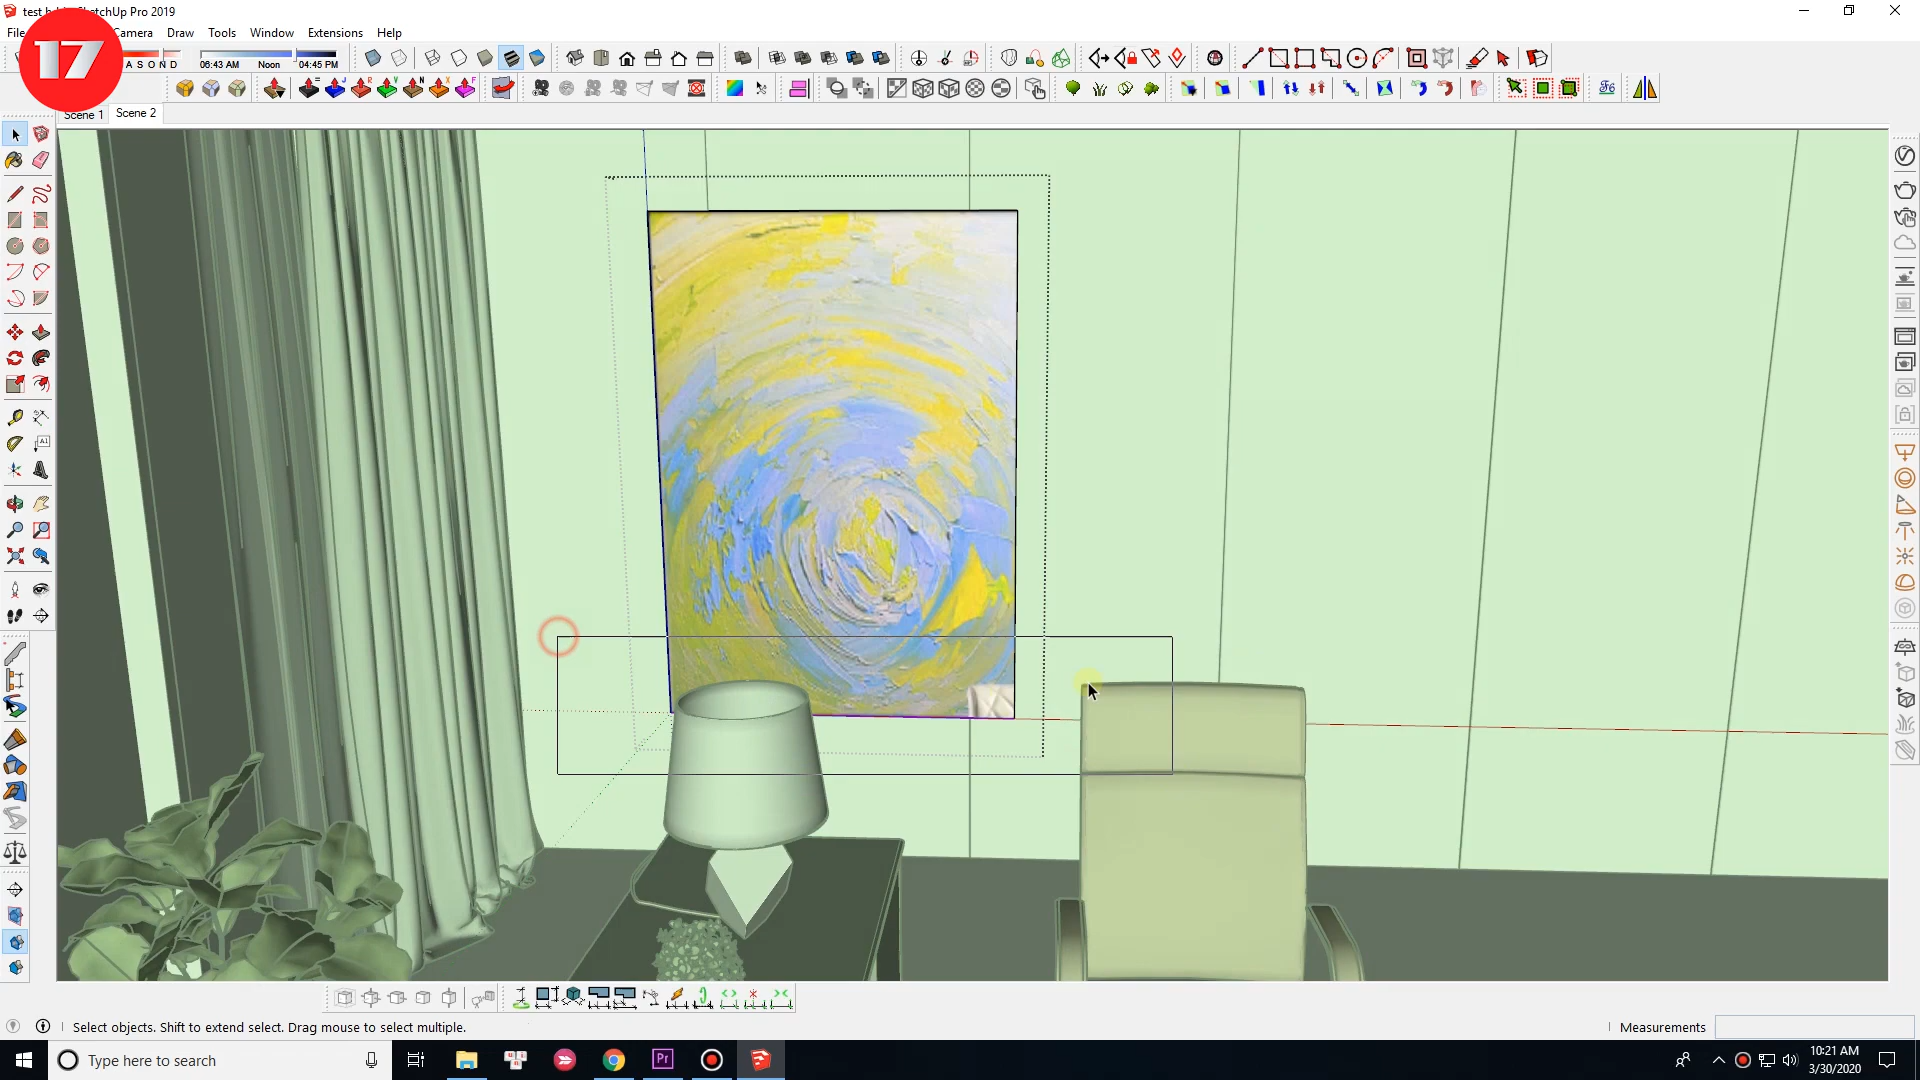 test b SketchUp Pro 2019
17
File Camera Draw Tools Window Extensions Help
A S O N D 06:43 AM Noon 04:45 PM
Scene 1 Scene 2
Select objects. Shift to extend select. Drag mouse to select multiple.
Measurements
Type here to search
Pr
10:21 AM
3/30/2020